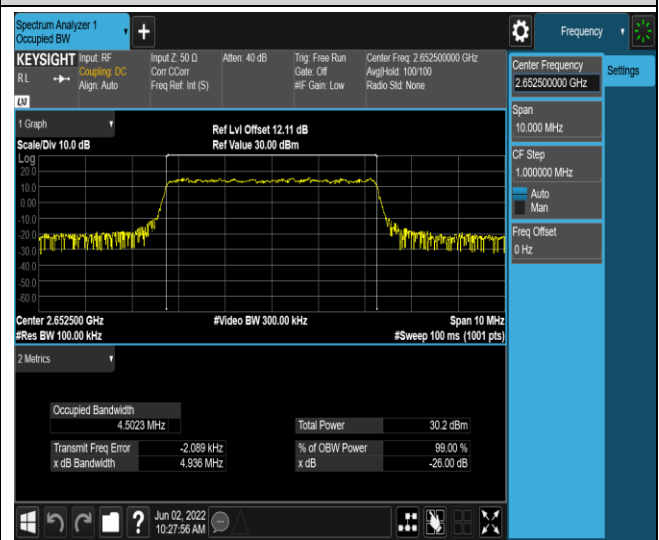 Spectrum Analyzer 1
Occupied BW
+
Frequency
KEYSIGHT
RL
LXI
Input: RF
Coupling: DC
Align: Auto
Input Z: 50 Ω
Corr CCorr
Freq Ref: Int (S)
Atten: 40 dB
Trig: Free Run
Gate: Off
#IF Gain: Low
Center Freq: 2.652500000 GHz
Avg|Hold: 100/100
Radio Std: None
Center Frequency
2.652500000 GHz
Settings
Span
10.000 MHz
CF Step
1.000000 MHz
Auto
Man
Freq Offset
0 Hz
1 Graph
Scale/Div 10.0 dB
Ref Lvl Offset 12.11 dB
Ref Value 30.00 dBm
Log
20.0
10.0
0.00
-10.0
-20.0
-30.0
-40.0
-50.0
-60.0
Center 2.652500 GHz
#Video BW 300.00 kHz
Span 10 MHz
#Res BW 100.00 kHz
#Sweep 100 ms (1001 pts)
2 Metrics
Occupied Bandwidth
4.5023 MHz
Total Power 30.2 dBm
Transmit Freq Error -2.089 kHz
% of OBW Power 99.00 %
x dB Bandwidth 4.936 MHz
x dB -26.00 dB
?
Jun 02, 2022
10:27:56 AM